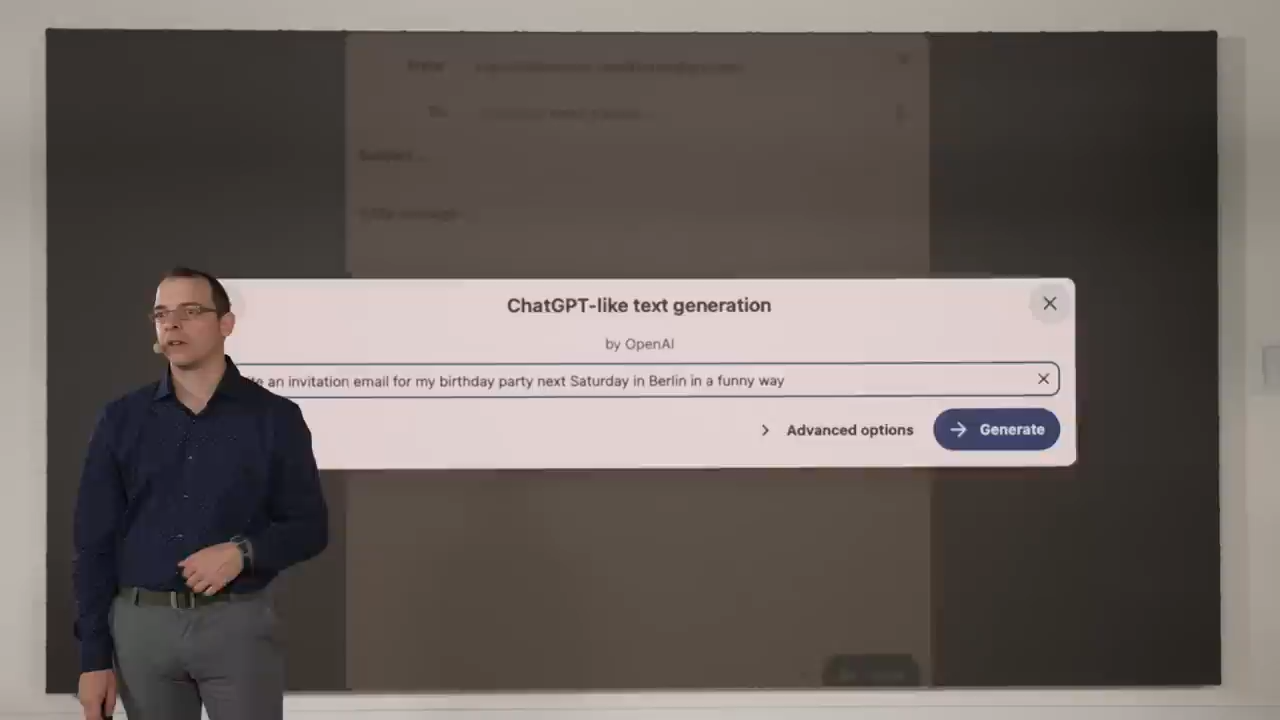 ChatGPT-like text generation
by OpenAI
an invitation email for my birthday party next Saturday in Berlin in a funny way
Advanced options
Generate